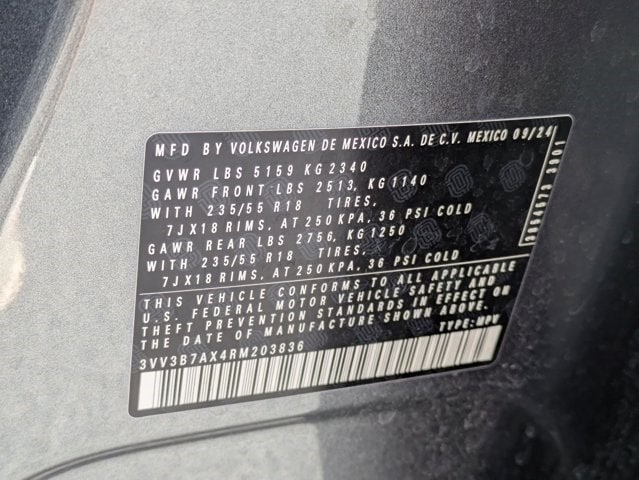 MFD BY VOLKSWAGEN DE MEXICO S.A. DE C.V. MEXICO 09/24
GVWR LBS 5159 KG 2340
GAWR FRONT LBS 2513, KG 1140
WITH 235/55 R18 TIRES,
7JX18 RIMS, AT 250 KPA, 36 PSI COLD
GAWR REAR LBS 2756, KG 1250
WITH 235/55 R18 TIRES,
7JX18 RIMS, AT 250 KPA, 36 PSI COLD
THIS VEHICLE CONFORMS TO ALL APPLICABLE
U.S. FEDERAL MOTOR VEHICLE SAFETY AND
THEFT PREVENTION STANDARDS IN EFFECT ON
THE DATE OF MANUFACTURE SHOWN ABOVE.
TYPE: MPV
3VV3B7AX4RM203836